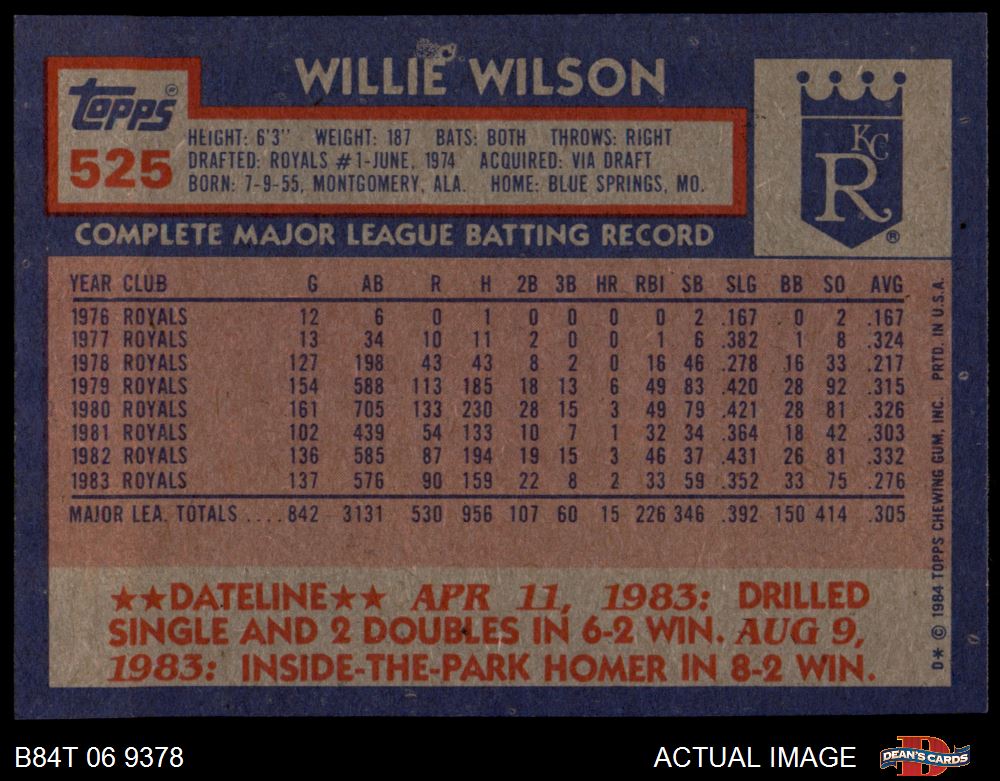 WILLIE WILSON
Topps®
525
HEIGHT: 6'3" WEIGHT: 187 BATS: BOTH THROWS: RIGHT
DRAFTED: ROYALS #1-JUNE, 1974 ACQUIRED: VIA DRAFT
BORN: 7-9-55, MONTGOMERY, ALA. HOME: BLUE SPRINGS, MO.
KC
R
®
COMPLETE MAJOR LEAGUE BATTING RECORD
YEAR CLUB G AB R H 2B 3B HR RBI SB SLG BB SO AVG
1976 ROYALS 12 6 0 1 0 0 0 0 2 .167 0 2 .167
1977 ROYALS 13 34 10 11 2 0 0 1 6 .382 1 8 .324
1978 ROYALS 127 198 43 43 8 2 0 16 46 .278 16 33 .217
1979 ROYALS 154 588 113 185 18 13 6 49 83 .420 28 92 .315
1980 ROYALS 161 705 133 230 28 15 3 49 79 .421 28 81 .326
1981 ROYALS 102 439 54 133 10 7 1 32 34 .364 18 42 .303
1982 ROYALS 136 585 87 194 19 15 3 46 37 .431 26 81 .332
1983 ROYALS 137 576 90 159 22 8 2 33 59 .352 33 75 .276
MAJOR LEA. TOTALS .... 842 3131 530 956 107 60 15 226 346 .392 150 414 .305
★★DATELINE★★ APR 11, 1983: DRILLED
SINGLE AND 2 DOUBLES IN 6-2 WIN. AUG 9,
1983: INSIDE-THE-PARK HOMER IN 8-2 WIN.
D* © 1984 TOPPS CHEWING GUM, INC. PRTD. IN U.S.A.
B84T 06 9378
ACTUAL IMAGE
DEAN'S CARDS